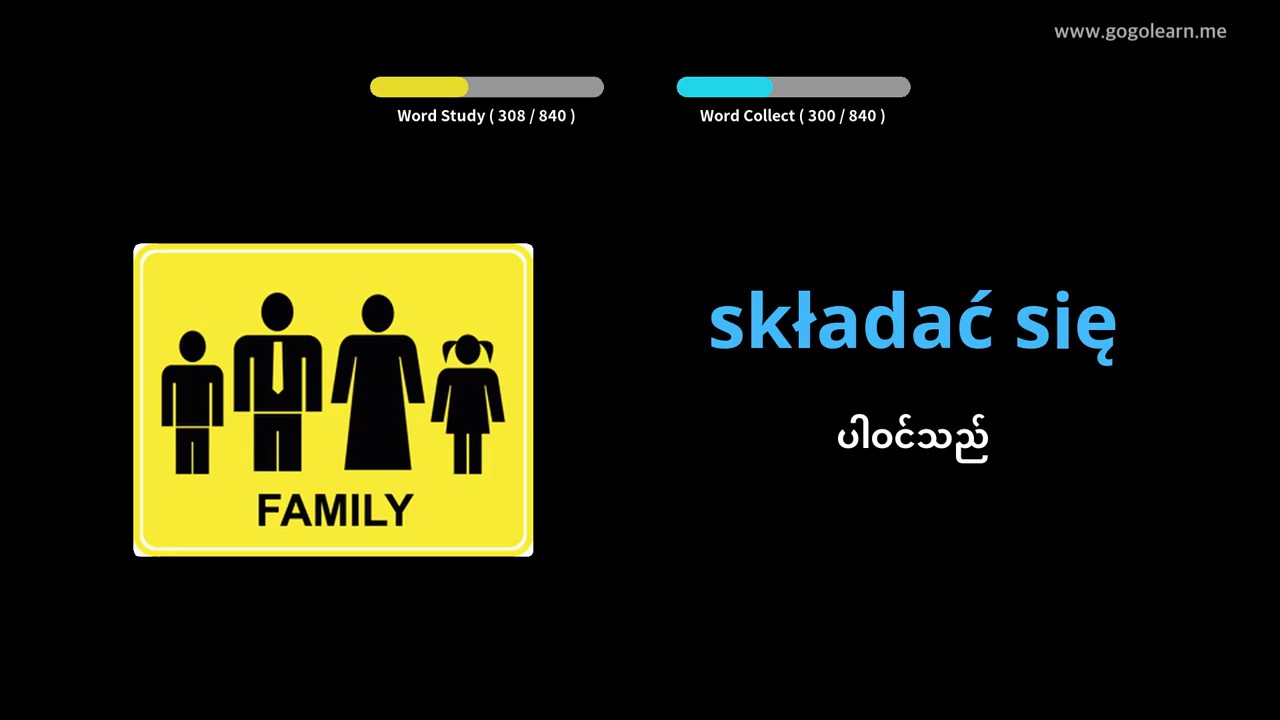 www.gogolearn.me
Word Study ( 308 / 840 )
Word Collect ( 300 / 840 )
FAMILY
składać się
ပါဝင်သည်